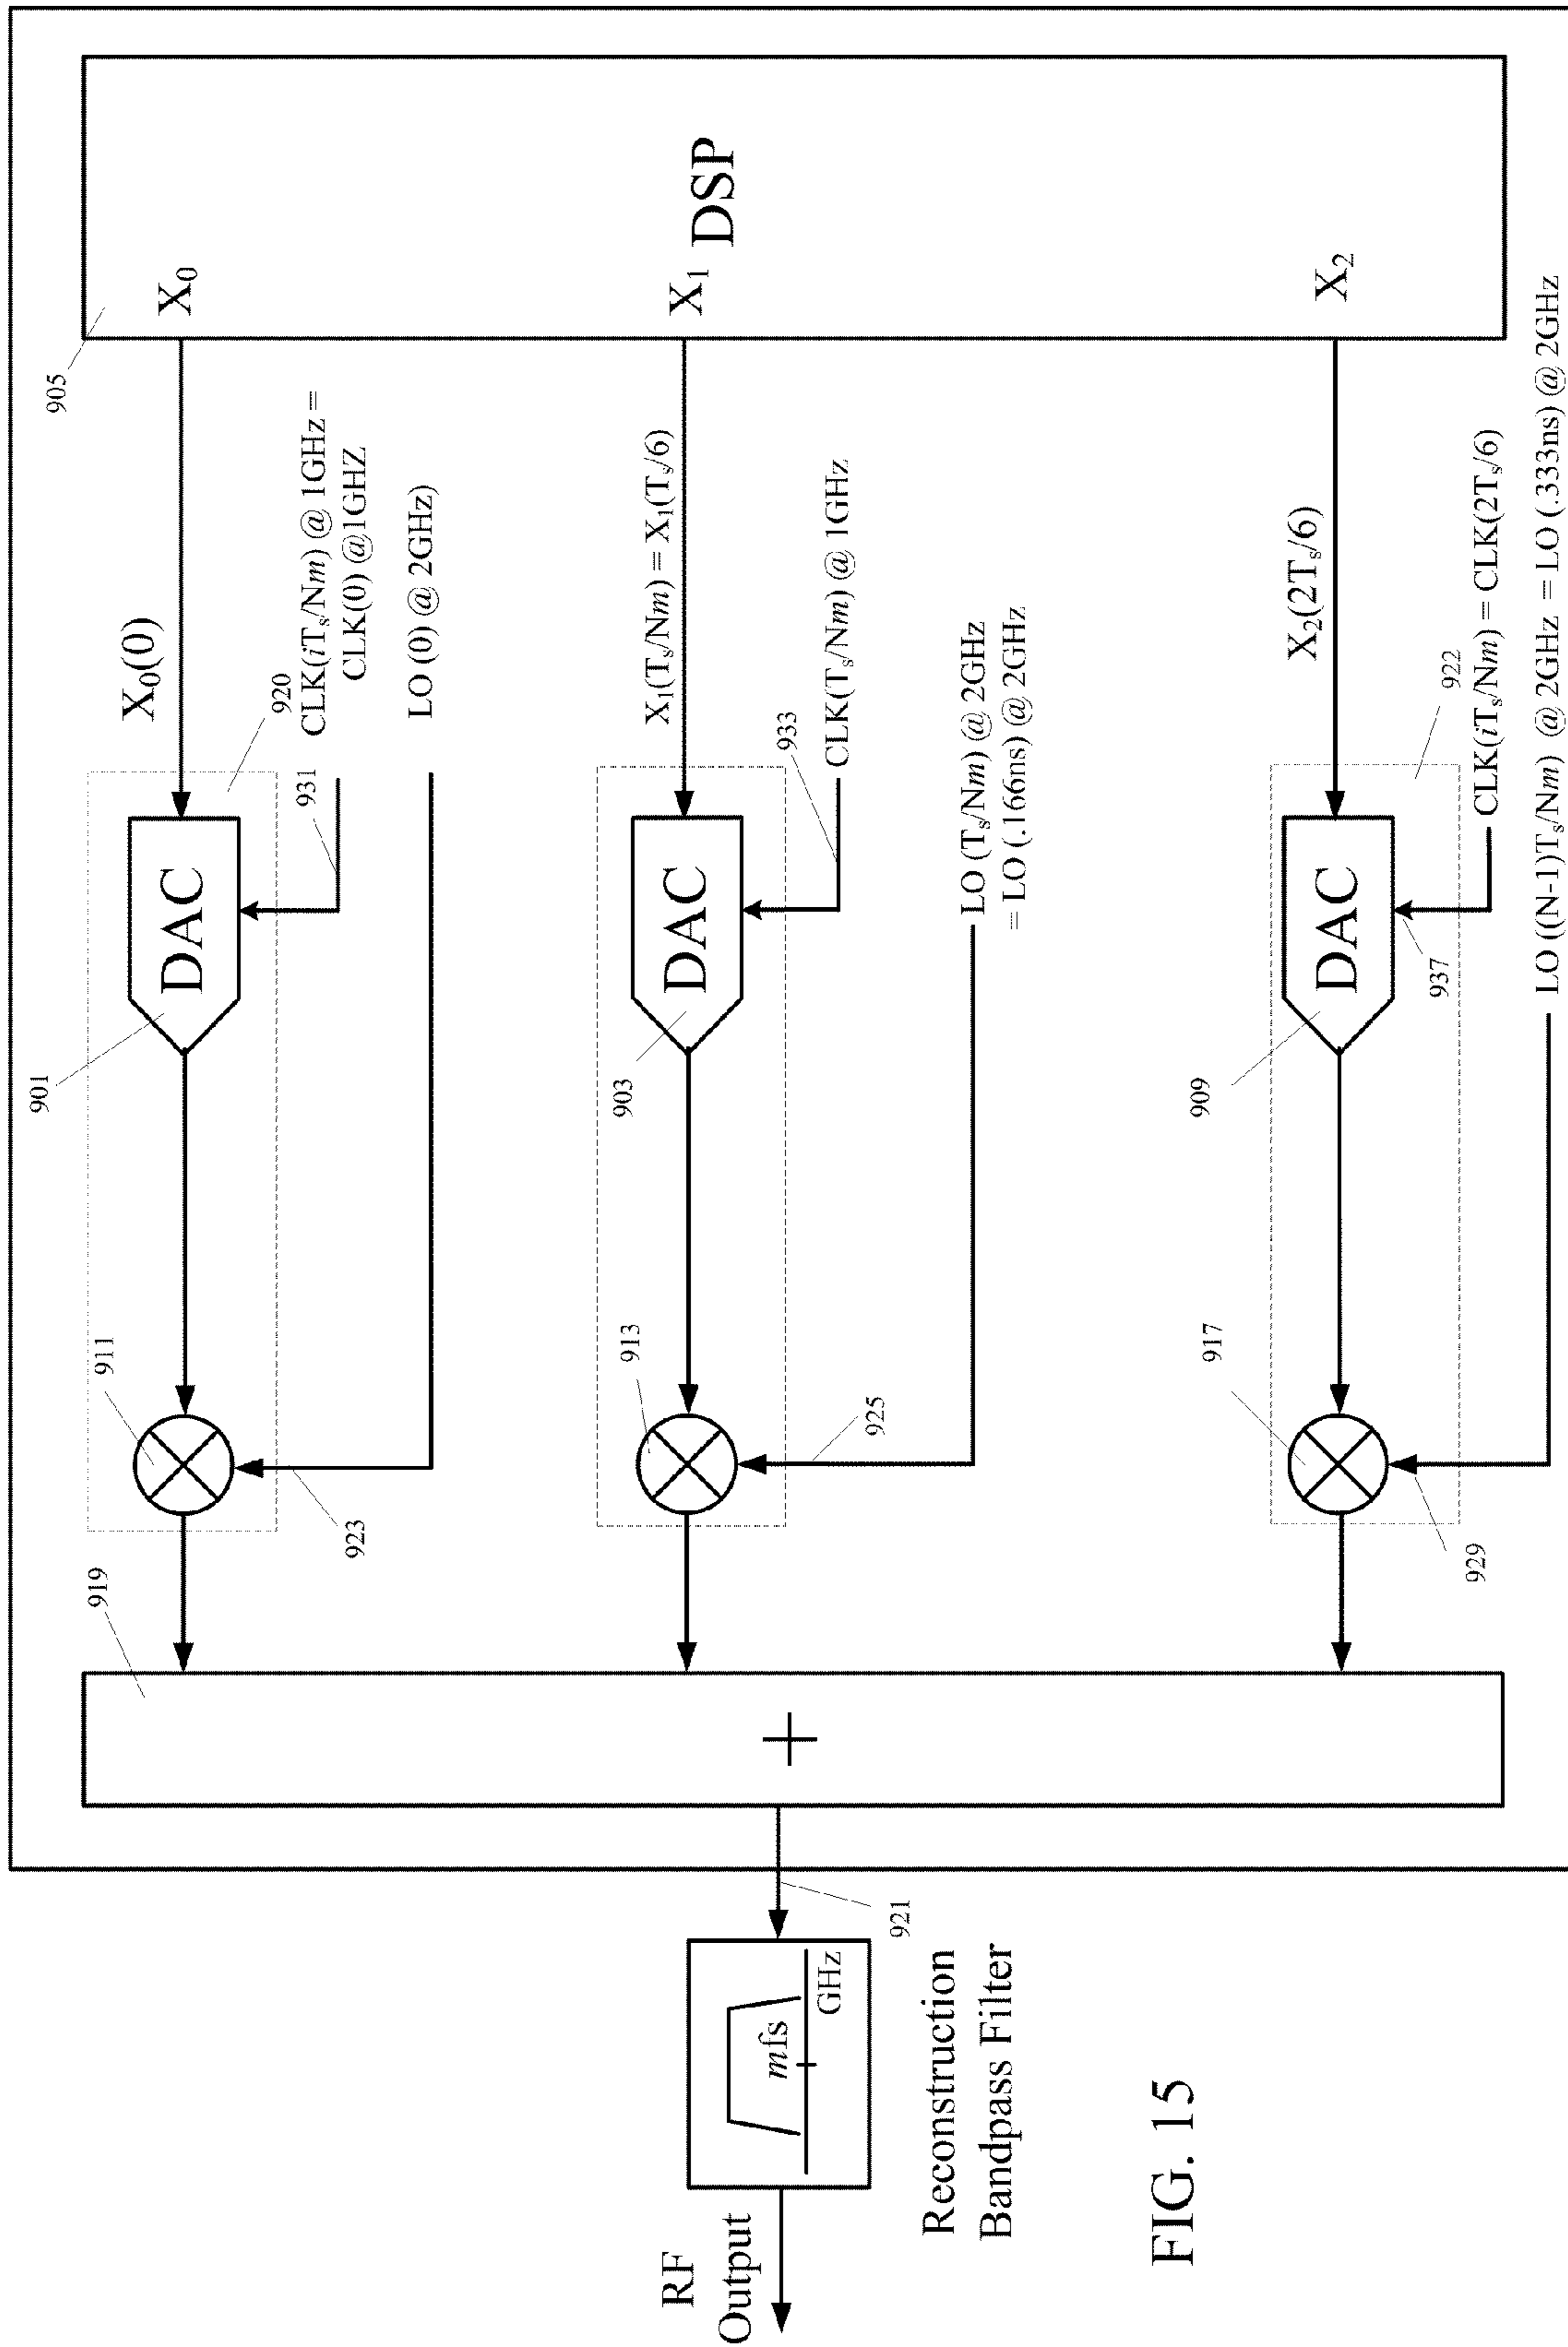 905
X₀
X₁
DSP
X₂
X₀(0)
920
CLK(iTₛ/Nm) @ 1GHz =
CLK(0) @1GHZ
931
LO (0) @ 2GHz)
DAC
901
911
923
X₁(Tₛ/Nm) = X₁(Tₛ/6)
933
CLK(Tₛ/Nm) @ 1GHz
DAC
903
LO (Tₛ/Nm) @ 2GHz
= LO (.166ns) @ 2GHz
913
925
X₂(2Tₛ/6)
922
CLK(iTₛ/Nm) = CLK(2Tₛ/6)
DAC
937
909
LO ((N-1)Tₛ/Nm) @ 2GHz = LO (.333ns) @ 2GHz
917
929
919
+
921
mfs
GHz
Reconstruction
Bandpass Filter
RF
Output
FIG. 15